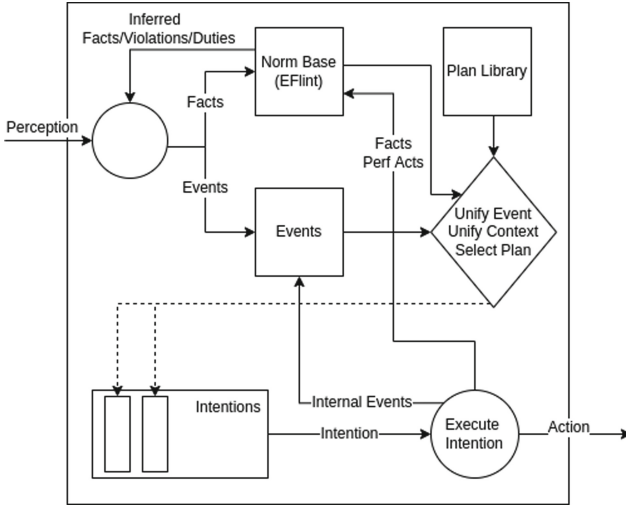 Inferred
Facts/Violations/Duties
Norm Base
(EFlint)
Plan Library
Perception
Facts
Facts
Perf Acts
Events
Events
Unify Event
Unify Context
Select Plan
Intentions
Internal Events
Intention
Execute
Intention
Action